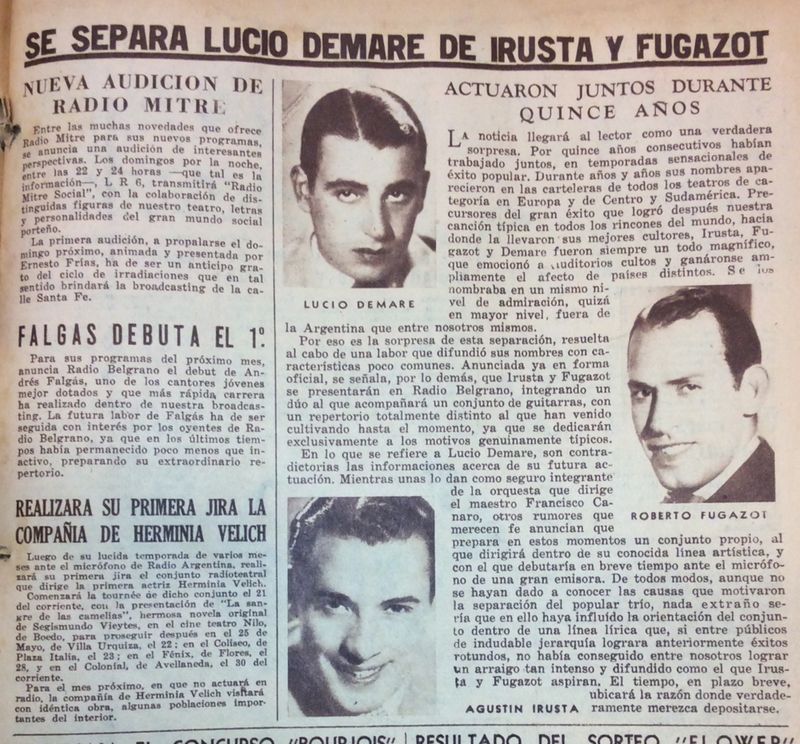 SE SEPARA LUCIO DEMARE DE IRUSTA Y FUGAZOT
NUEVA AUDICION DE
RADIO MITRE
Entre las muchas novedades que ofrece
Radio Mitre para sus nuevos programas,
se anuncia una audición de interesantes
perspectivas. Los domingos por la noche,
entre las 22 y 24 horas —que tal es la
información—, L R 6, transmitirá "Radio
Mitre Social", con la colaboración de dis-
tinguidas figuras de nuestro teatro, letras
y personalidades del gran mundo social
porteño.
La primera audición, a propalarse el do-
mingo próximo, animada y presentada por
Ernesto Frías, ha de ser un anticipo gra-
to del ciclo de irradiaciones que en tal
sentido brindará la broadcasting de la ca-
lle Santa Fe.
FALGAS DEBUTA EL 1º.
Para sus programas del próximo mes,
anuncia Radio Belgrano el debut de An-
drés Falgás, uno de los cantores jóvenes
mejor dotados y que más rápida carrera
ha realizado dentro de nuestra broadcas-
ting. La futura labor de Falgás ha de ser
seguida con interés por los oyentes de Ra-
dio Belgrano, ya que en los últimos tiem-
pos había permanecido poco menos que in-
activo, preparando su extraordinario re-
pertorio.
REALIZARA SU PRIMERA JIRA LA
COMPAÑIA DE HERMINIA VELICH
Luego de su lucida temporada de varios me-
ses ante el micrófono de Radio Argentina, reali-
zará su primera jira el conjunto radioteatral
que dirige la primera actriz Herminia Velich.
Comenzará la tournée de dicho conjunto el 21
del corriente, con la presentación de "La san-
gre de las camelias", hermosa novela original
de Segismundo Vieytes, en el cine teatro Nilo,
de Boedo, para proseguir después en el 25 de
Mayo, de Villa Urquiza, el 22; en el Coliseo, de
Plaza Italia, el 23; en el Fénix, de Flores, el
28, y en el Colonial, de Avellaneda, el 30 del
corriente.
Para el mes próximo, en que no actuará en
radio, la compañía de Herminia Velich visitará
con idéntica obra, algunas poblaciones impor-
tantes del interior.
LUCIO DEMARE
ACTUARON JUNTOS DURANTE
QUINCE AÑOS
LA noticia llegará al lector como una verdadera
sorpresa. Por quince años consecutivos habían
trabajado juntos, en temporadas sensacionales de
éxito popular. Durante años y años sus nombres apa-
recieron en las carteleras de todos los teatros de ca-
tegoría en Europa y de Centro y Sudamérica. Pre-
cursores del gran éxito que logró después nuestra
canción típica en todos los rincones del mundo, hacia
donde la llevaron sus mejores cultores, Irusta, Fu-
gazot y Demare fueron siempre un todo magnífico,
que emocionó a auditorios cultos y ganáronse am-
pliamente el afecto de países distintos. Se los
nombraba en un mismo ni-
vel de admiración, quizá
en mayor nivel, fuera de
la Argentina que entre nosotros mismos.
Por eso es la sorpresa de esta separación, resuelta
al cabo de una labor que difundió sus nombres con ca-
racterísticas poco comunes. Anunciada ya en forma
oficial, se señala, por lo demás, que Irusta y Fugazot
se presentarán en Radio Belgrano, integrando un
dúo al que acompañará un conjunto de guitarras, con
un repertorio totalmente distinto al que han venido
cultivando hasta el momento, ya que se dedicarán
exclusivamente a los motivos genuinamente típicos.
En lo que se refiere a Lucio Demare, son contra-
dictorias las informaciones acerca de su futura ac-
tuación. Mientras unas lo dan como seguro integrante
de la orquesta que dirige
el maestro Francisco Ca-
naro, otros rumores que
merecen fe anuncian que
prepara en estos momentos un conjunto propio, al
que dirigirá dentro de su conocida línea artística, y
con el que debutaría en breve tiempo ante el micrófo-
no de una gran emisora. De todos modos, aunque no
se hayan dado a conocer las causas que motivaron
la separación del popular trío, nada extraño se-
ría que en ello haya influído la orientación del conjun-
to dentro de una línea lírica que, si entre públicos
de indudable jerarquía lograra anteriormente éxitos
rotundos, no había conseguido entre nosotros lograr
un arraigo tan intenso y difundido como el que Irus-
ta y Fugazot aspiran. El tiempo, en plazo breve,
ubicará la razón donde verdade-
ramente merezca depositarse.
ROBERTO FUGAZOT
AGUSTIN IRUSTA
EL CONCURSO "BOURJOIS"
RESULTADO DEL SORTEO "FLOWER"